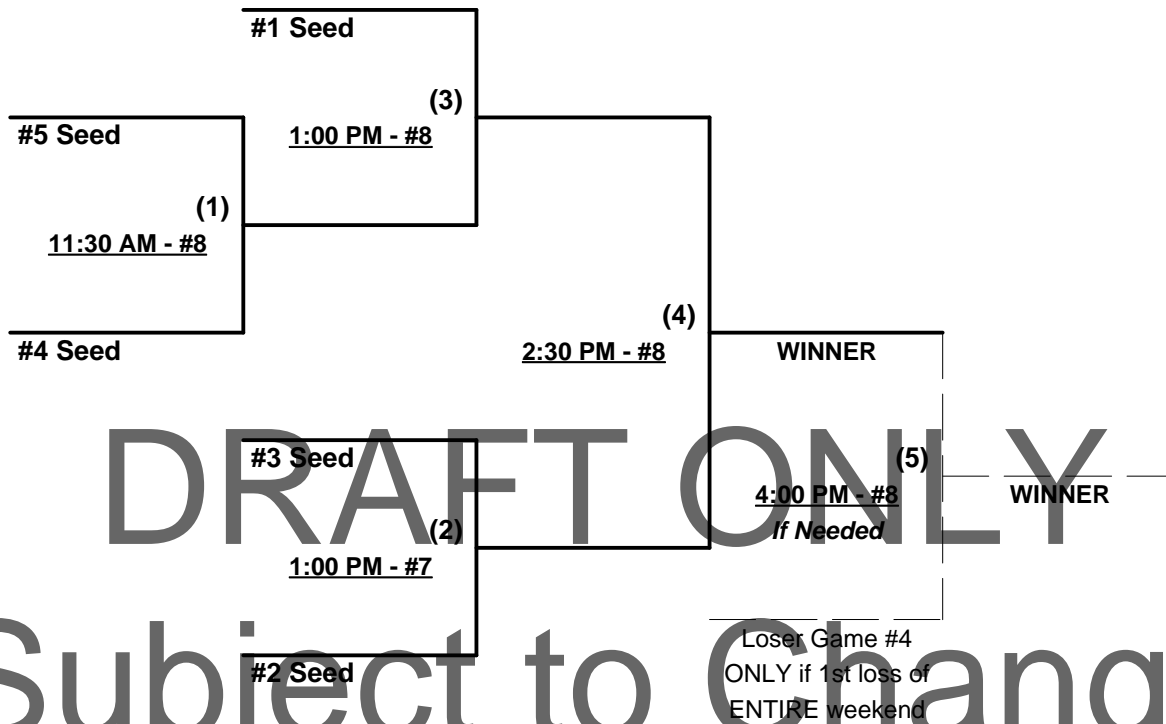 #1 Seed
(3)
#5 Seed
1:00 PM - #8
(1)
11:30 AM - #8
(4)
#4 Seed
2:30 PM - #8
WINNER
DRAFT ONLY
#3 Seed
(5)
4:00 PM - #8
WINNER
(2)
If Needed
1:00 PM - #7
Subject to Chang
Loser Game #4
#2 Seed
ONLY if 1st loss of
ENTIRE weekend